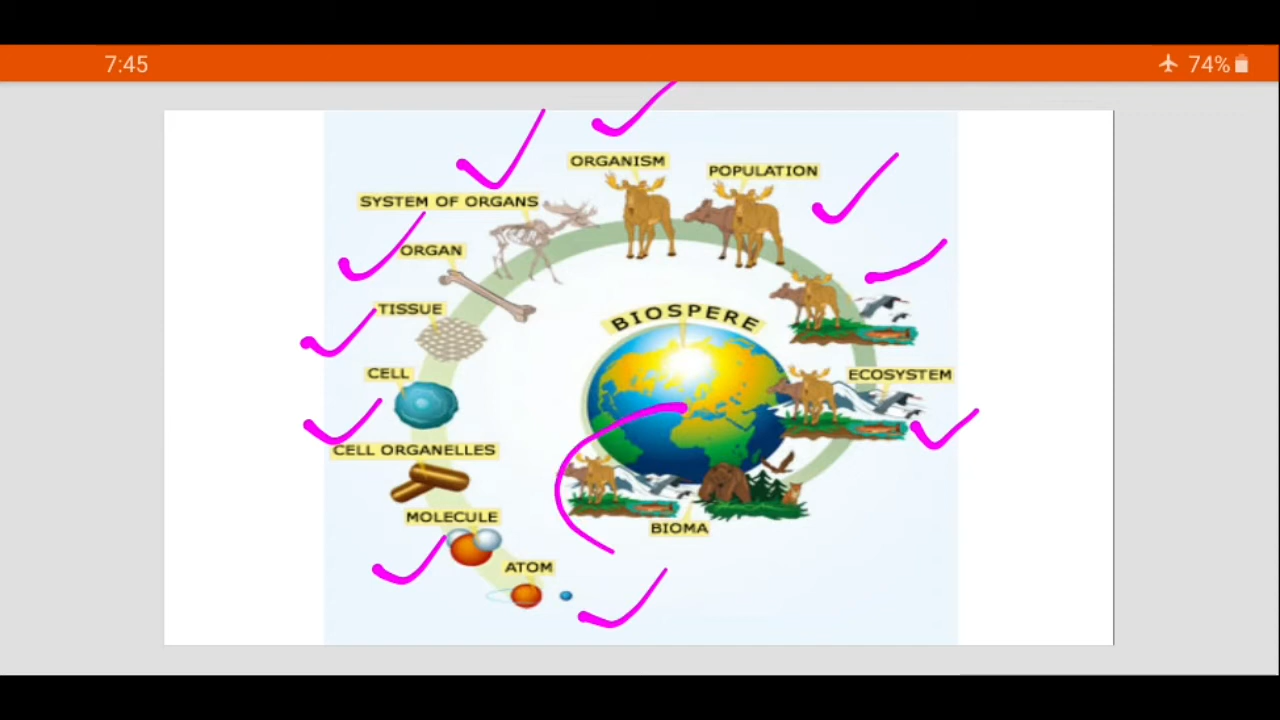 7:45
74%
ORGANISM
POPULATION
SYSTEM OF ORGANS
ORGAN
TISSUE
BIOSPERE
CELL
ECOSYSTEM
CELL ORGANELLES
MOLECULE
BIOMA
ATOM